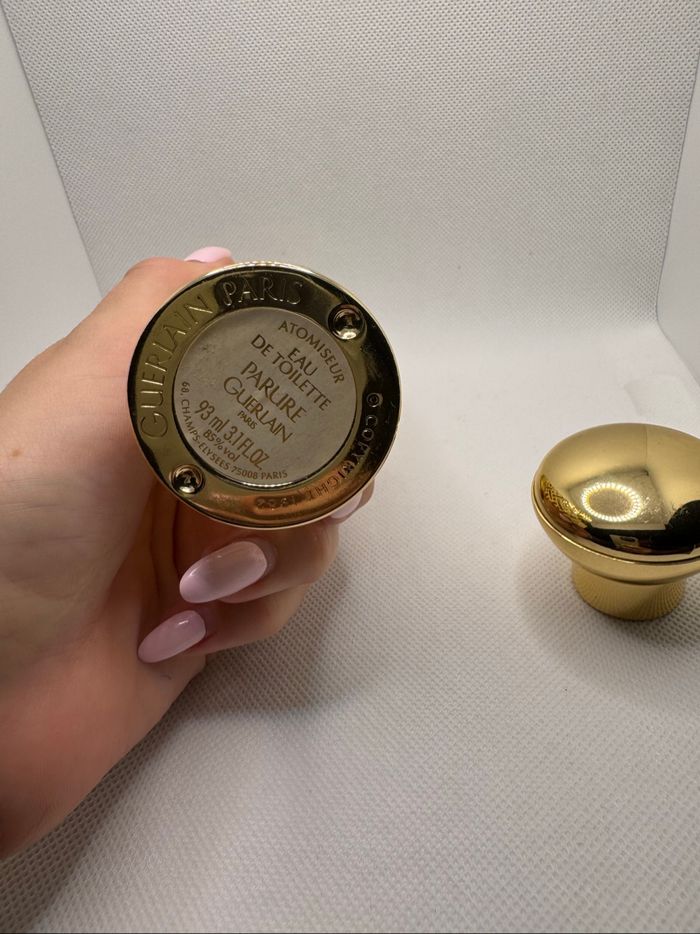 GUERLAIN PARIS
© COPYRIGHT
ATOMISEUR
EAU
DE TOILETTE
PARURE
GUERLAIN
PARIS
93 ml 3.1 FL.OZ.
85% vol
68, CHAMPS-ELYSEES 75008 PARIS